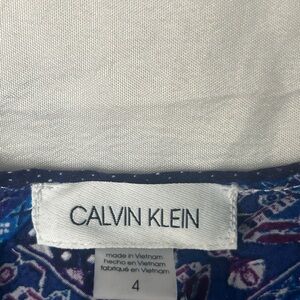 CALVIN KLEIN
made in Vietnam
hecho en Vietnam
fabriqué en Vietnam
4